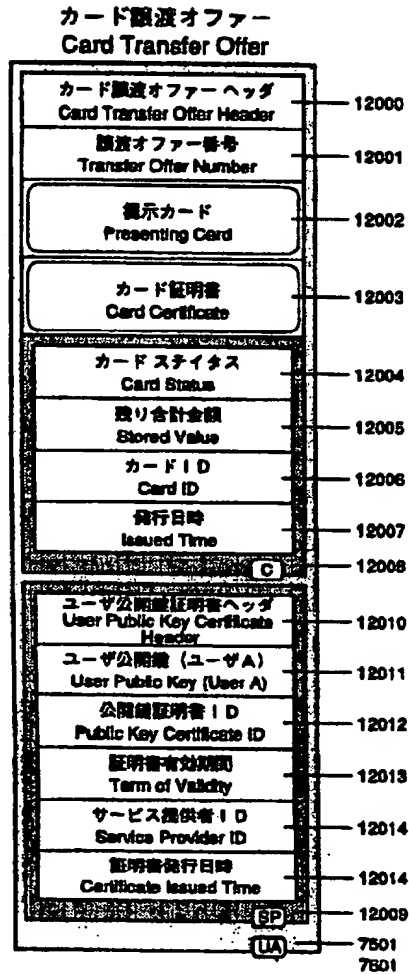 カード譲渡オファー
Card Transfer Offer
カード譲渡オファー ヘッダ
Card Transfer Offer Header
12000
譲渡オファー番号
Transfer Offer Number
12001
提示カード
Presenting Card
12002
カード証明書
Card Certificate
12003
カード ステイタス
Card Status
12004
残り合計金額
Stored Value
12005
カードID
Card ID
12006
発行日時
Issued Time
12007
C
12008
ユーザ公開鍵証明書ヘッダ
User Public Key Certificate
Header
12010
ユーザ公開鍵(ユーザA)
User Public Key (User A)
12011
公開鍵証明書ID
Public Key Certificate ID
12012
証明書有効期間
Term of Validity
12013
サービス提供者ID
Service Provider ID
12014
証明書発行日時
Certificate Issued Time
12014
SP
12009
UA
7501
7601